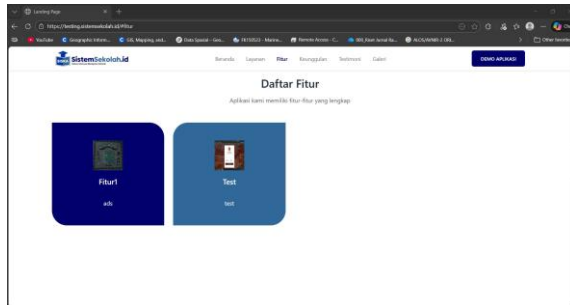 Landing Page
https://landing.sistemsekolah.id/#fitur
YouTube
SistemSekolah.id
Beranda Layanan Fitur Keunggulan Testimoni Galeri
DEMO APLIKASI
Daftar Fitur
Aplikasi kami memiliki fitur-fitur yang lengkap
Fitur1
ads
Test
test